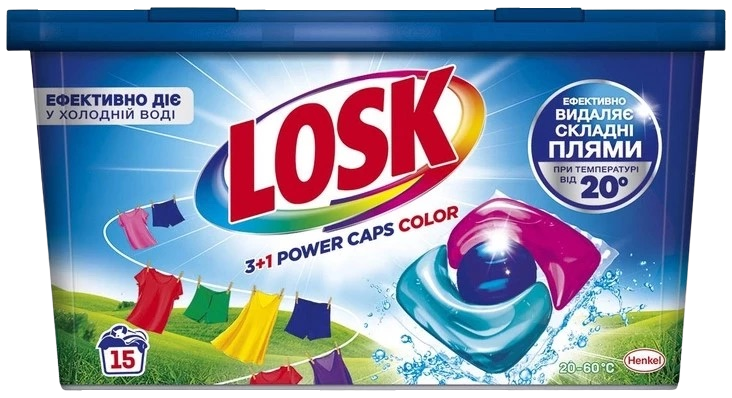 ЕФЕКТИВНО ДІЄ
У ХОЛОДНІЙ ВОДІ
LOSK
3+1 POWER CAPS COLOR
ЕФЕКТИВНО
ВИДАЛЯЄ
СКЛАДНІ
ПЛЯМИ
ПРИ ТЕМПЕРАТУРІ
ВІД 20°
15
Henkel
20-60°C